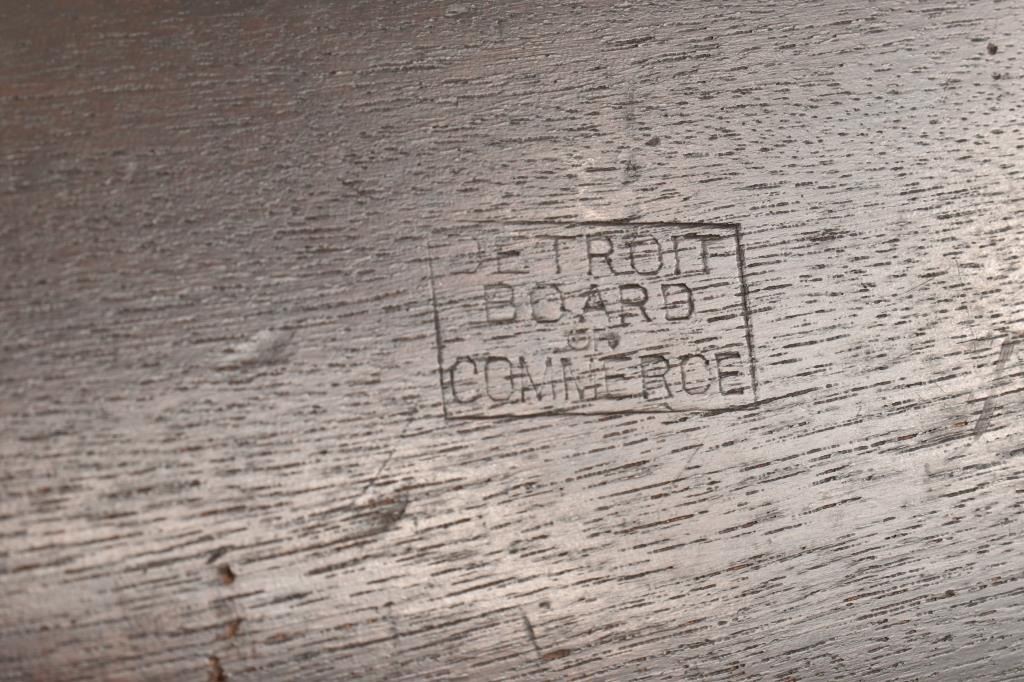 DETROIT
BOARD
OF
COMMERCE